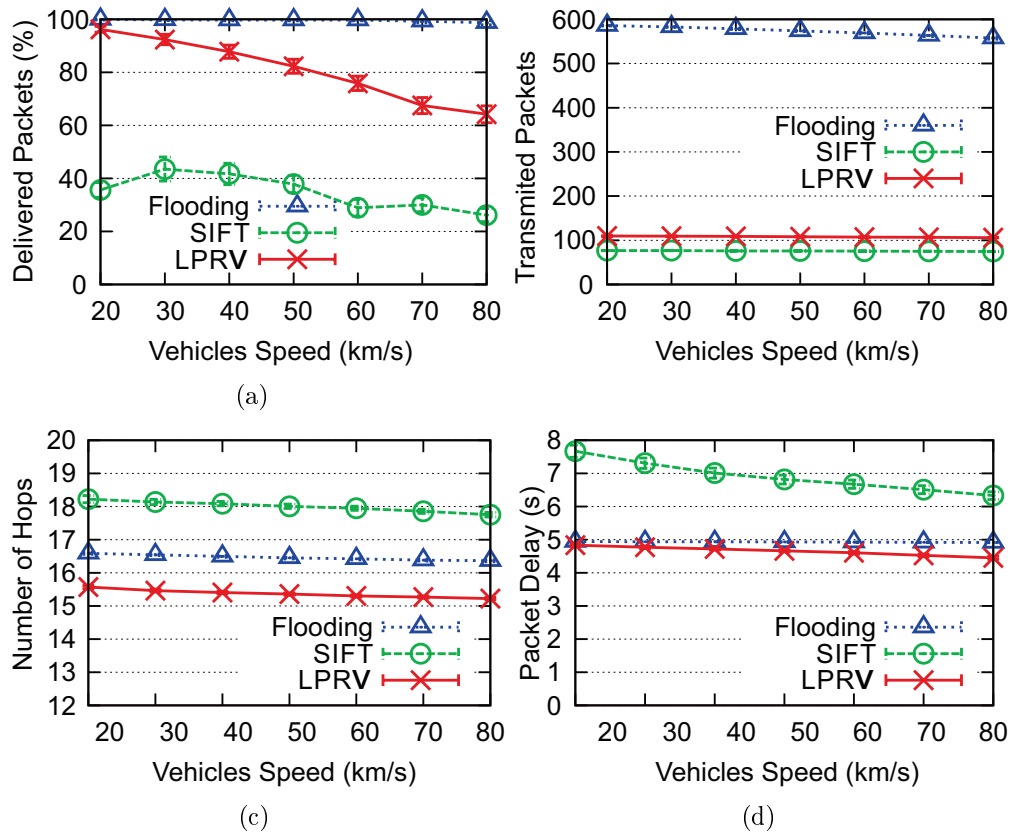 Delivered Packets (%)
100
80
60
40
20
0
Flooding
SIFT
LPRV
20 30 40 50 60 70 80
Vehicles Speed (km/s)
(a)
Transmited Packets
600
500
400
300
200
100
0
Flooding
SIFT
LPRV
20 30 40 50 60 70 80
Vehicles Speed (km/s)
Number of Hops
20
19
18
17
16
15
14
13
12
Flooding
SIFT
LPRV
20 30 40 50 60 70 80
Vehicles Speed (km/s)
(c)
Packet Delay (s)
8
7
6
5
4
3
2
1
0
Flooding
SIFT
LPRV
20 30 40 50 60 70 80
Vehicles Speed (km/s)
(d)